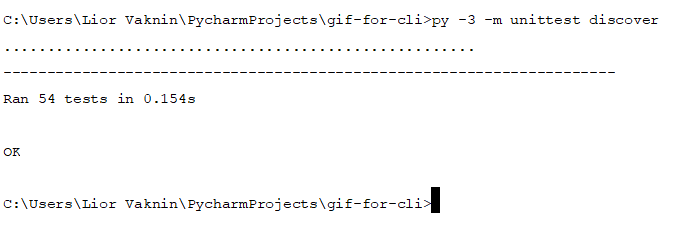 C:\Users\Lior Vaknin\PycharmProjects\gif-for-cli>py -3 -m unittest discover
......................................................
----------------------------------------------------------------------
Ran 54 tests in 0.154s
OK
C:\Users\Lior Vaknin\PycharmProjects\gif-for-cli>